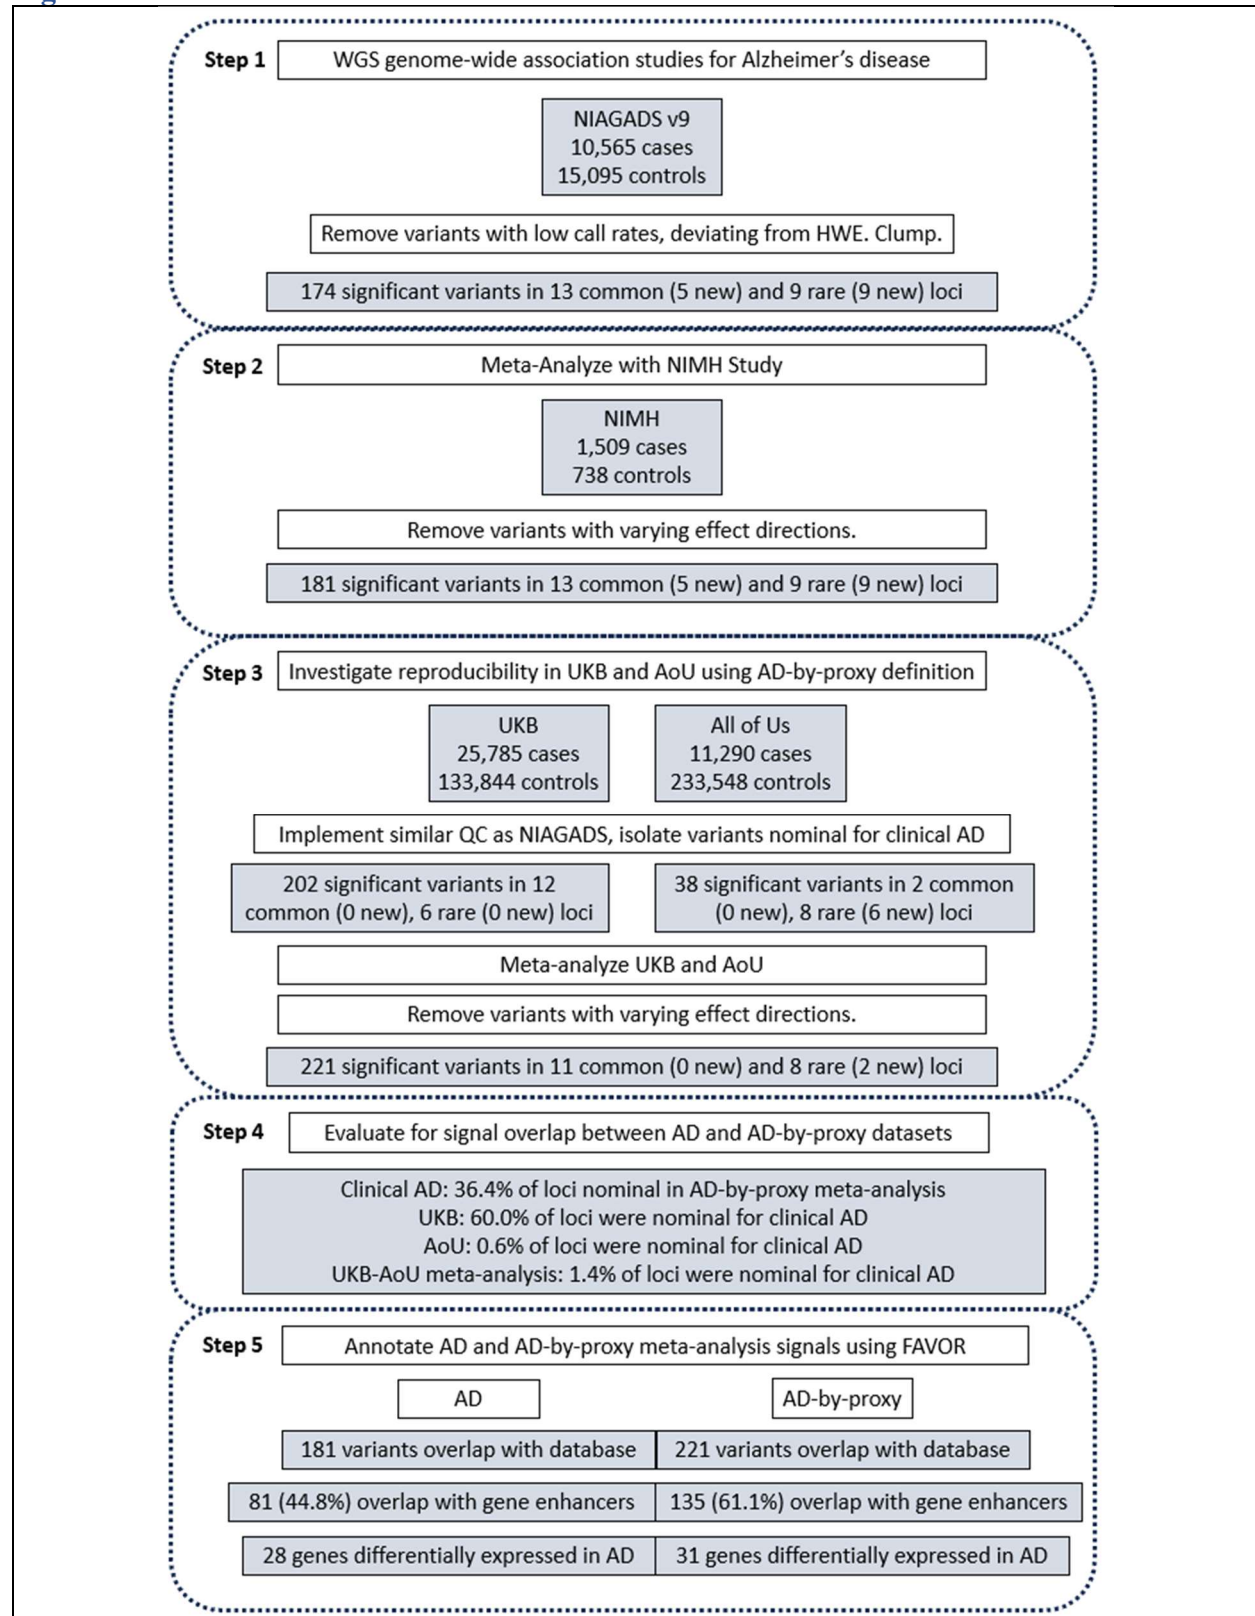 Step 1
WGS genome-wide association studies for Alzheimer's disease
NIAGADS v9
10,565 cases
15,095 controls
Remove variants with low call rates, deviating from HWE. Clump.
174 significant variants in 13 common (5 new) and 9 rare (9 new) loci
Step 2
Meta-Analyze with NIMH Study
NIMH
1,509 cases
738 controls
Remove variants with varying effect directions.
181 significant variants in 13 common (5 new) and 9 rare (9 new) loci
Step 3
Investigate reproducibility in UKB and AoU using AD-by-proxy definition
UKB
25,785 cases
133,844 controls
All of Us
11,290 cases
233,548 controls
Implement similar QC as NIAGADS, isolate variants nominal for clinical AD
202 significant variants in 12
common (0 new), 6 rare (0 new) loci
38 significant variants in 2 common
(0 new), 8 rare (6 new) loci
Meta-analyze UKB and AoU
Remove variants with varying effect directions.
221 significant variants in 11 common (0 new) and 8 rare (2 new) loci
Step 4
Evaluate for signal overlap between AD and AD-by-proxy datasets
Clinical AD: 36.4% of loci nominal in AD-by-proxy meta-analysis
UKB: 60.0% of loci were nominal for clinical AD
AoU: 0.6% of loci were nominal for clinical AD
UKB-AoU meta-analysis: 1.4% of loci were nominal for clinical AD
Step 5
Annotate AD and AD-by-proxy meta-analysis signals using FAVOR
AD
AD-by-proxy
181 variants overlap with database
221 variants overlap with database
81 (44.8%) overlap with gene enhancers
135 (61.1%) overlap with gene enhancers
28 genes differentially expressed in AD
31 genes differentially expressed in AD